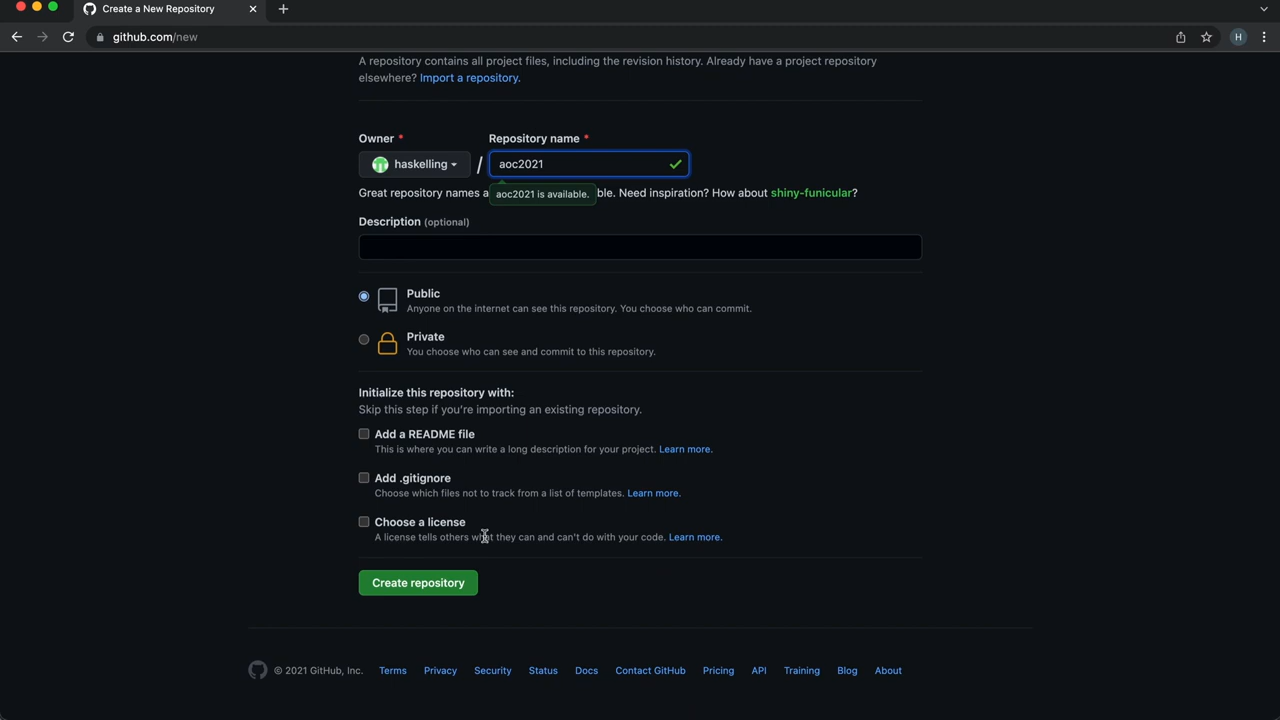 Create a New Repository
github.com/new
H
A repository contains all project files, including the revision history. Already have a project repository
elsewhere? Import a repository.
Owner * Repository name *
haskelling / aoc2021
Great repository names a ble. Need inspiration? How about shiny-funicular?
aoc2021 is available.
Description (optional)
Public
Anyone on the internet can see this repository. You choose who can commit.
Private
You choose who can see and commit to this repository.
Initialize this repository with:
Skip this step if you're importing an existing repository.
Add a README file
This is where you can write a long description for your project. Learn more.
Add .gitignore
Choose which files not to track from a list of templates. Learn more.
Choose a license
A license tells others what they can and can't do with your code. Learn more.
Create repository
© 2021 GitHub, Inc. Terms Privacy Security Status Docs Contact GitHub Pricing API Training Blog About